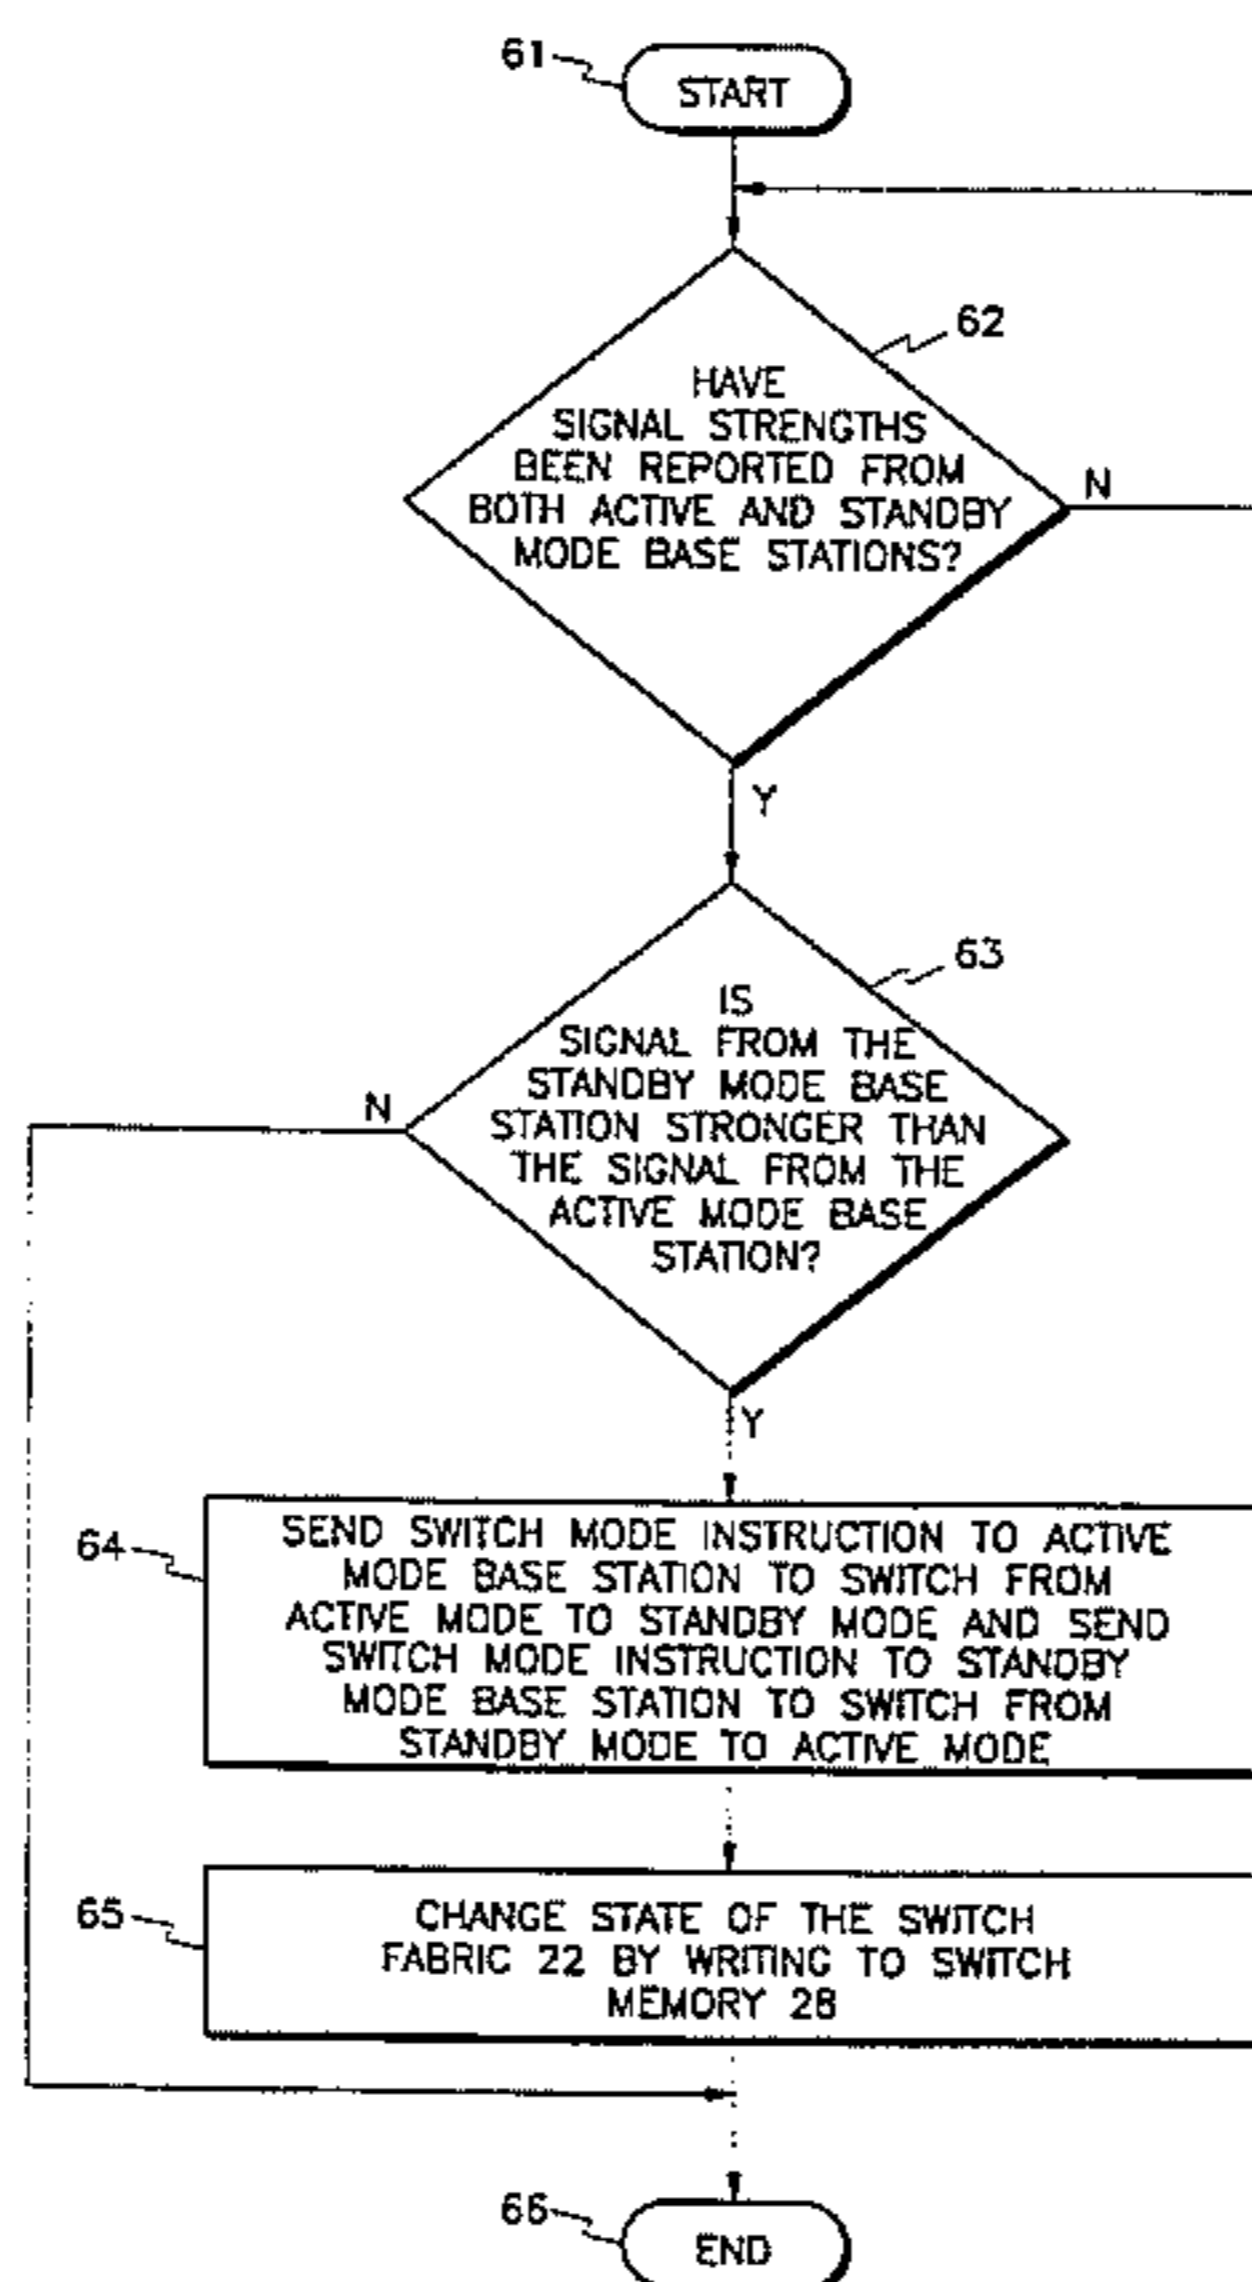 61
START
62
HAVE
SIGNAL STRENGTHS
BEEN REPORTED FROM
BOTH ACTIVE AND STANDBY
MODE BASE STATIONS?
N
Y
63
IS
SIGNAL FROM THE
STANDBY MODE BASE
STATION STRONGER THAN
THE SIGNAL FROM THE
ACTIVE MODE BASE
STATION?
N
Y
64
SEND SWITCH MODE INSTRUCTION TO ACTIVE
MODE BASE STATION TO SWITCH FROM
ACTIVE MODE TO STANDBY MODE AND SEND
SWITCH MODE INSTRUCTION TO STANDBY
MODE BASE STATION TO SWITCH FROM
STANDBY MODE TO ACTIVE MODE
65
CHANGE STATE OF THE SWITCH
FABRIC 22 BY WRITING TO SWITCH
MEMORY 28
66
END